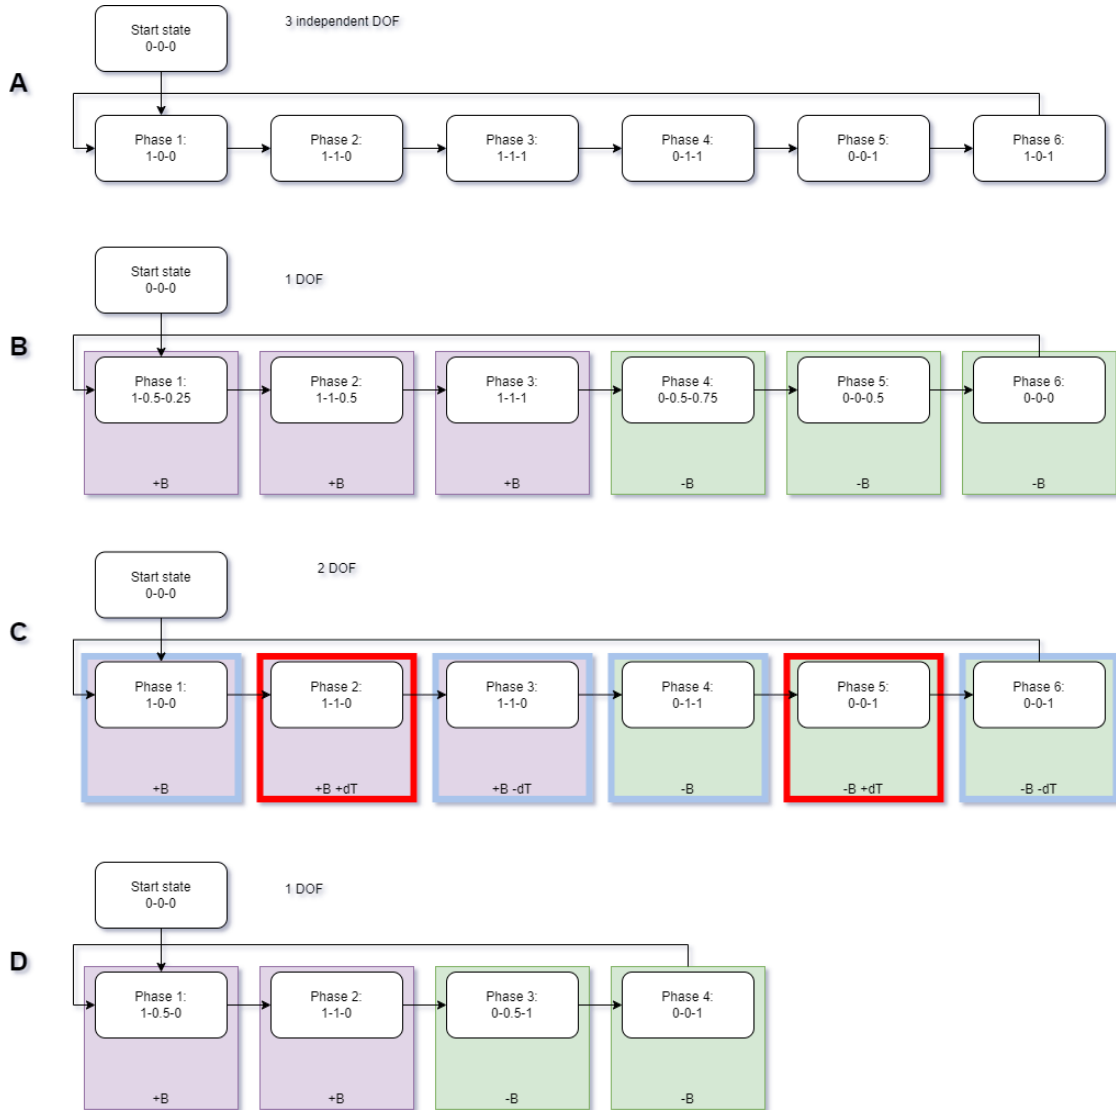 Start state
0-0-0
3 independent DOF
A
Phase 1:
1-0-0
Phase 2:
1-1-0
Phase 3:
1-1-1
Phase 4:
0-1-1
Phase 5:
0-0-1
Phase 6:
1-0-1
Start state
0-0-0
1 DOF
B
Phase 1:
1-0.5-0.25
Phase 2:
1-1-0.5
Phase 3:
1-1-1
Phase 4:
0-0.5-0.75
Phase 5:
0-0-0.5
Phase 6:
0-0-0
+B
+B
+B
-B
-B
-B
Start state
0-0-0
2 DOF
C
Phase 1:
1-0-0
Phase 2:
1-1-0
Phase 3:
1-1-0
Phase 4:
0-1-1
Phase 5:
0-0-1
Phase 6:
0-0-1
+B
+B +dT
+B -dT
-B
-B +dT
-B -dT
Start state
0-0-0
1 DOF
D
Phase 1:
1-0.5-0
Phase 2:
1-1-0
Phase 3:
0-0.5-1
Phase 4:
0-0-1
+B
+B
-B
-B